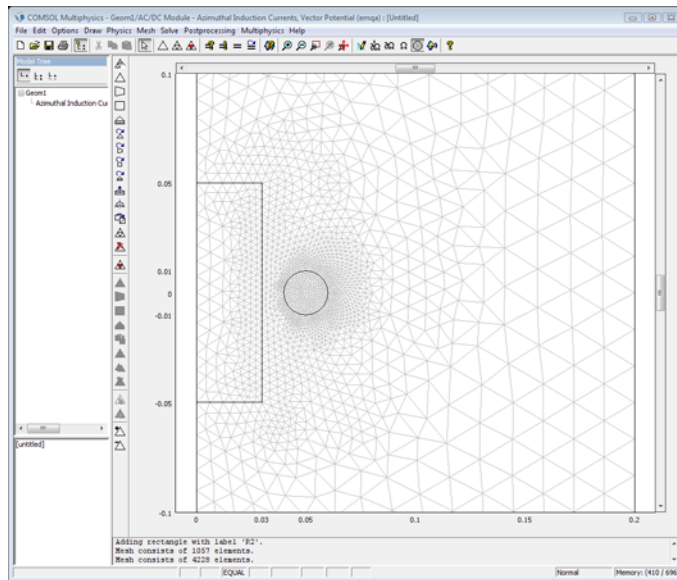 COMSOL Multiphysics - Geom1/AC/DC Module - Azimuthal Induction Currents, Vector Potential (emqa) : [Untitled]
File Edit Options Draw Physics Mesh Solve Postprocessing Multiphysics Help
Model Tree
Geom1
Azimuthal Induction Cu
0.1
0.05
0.01
0
-0.01
-0.05
-0.1
0 0.03 0.05 0.1 0.15 0.2
[untitled]
Adding rectangle with label 'R2'.
Mesh consists of 1057 elements.
Mesh consists of 4228 elements.
EQUAL Normal Memory: (410 / 696